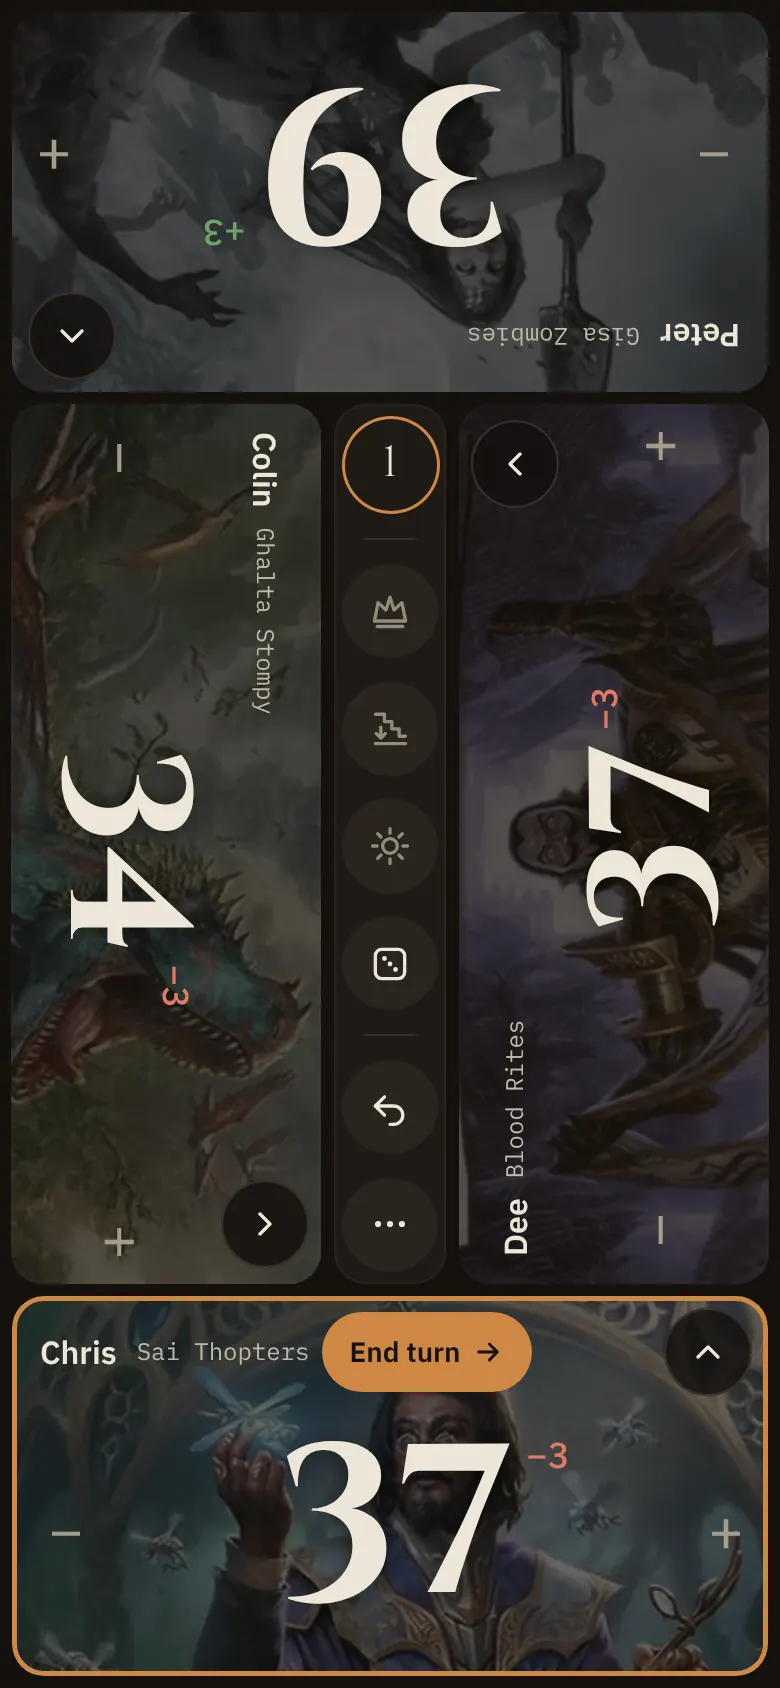 Peter Gisa Zombies
39
+3
Colin Ghalta Stompy
34
−3
1
Dee Blood Rites
37
−3
Chris Sai Thopters
End turn
37
−3